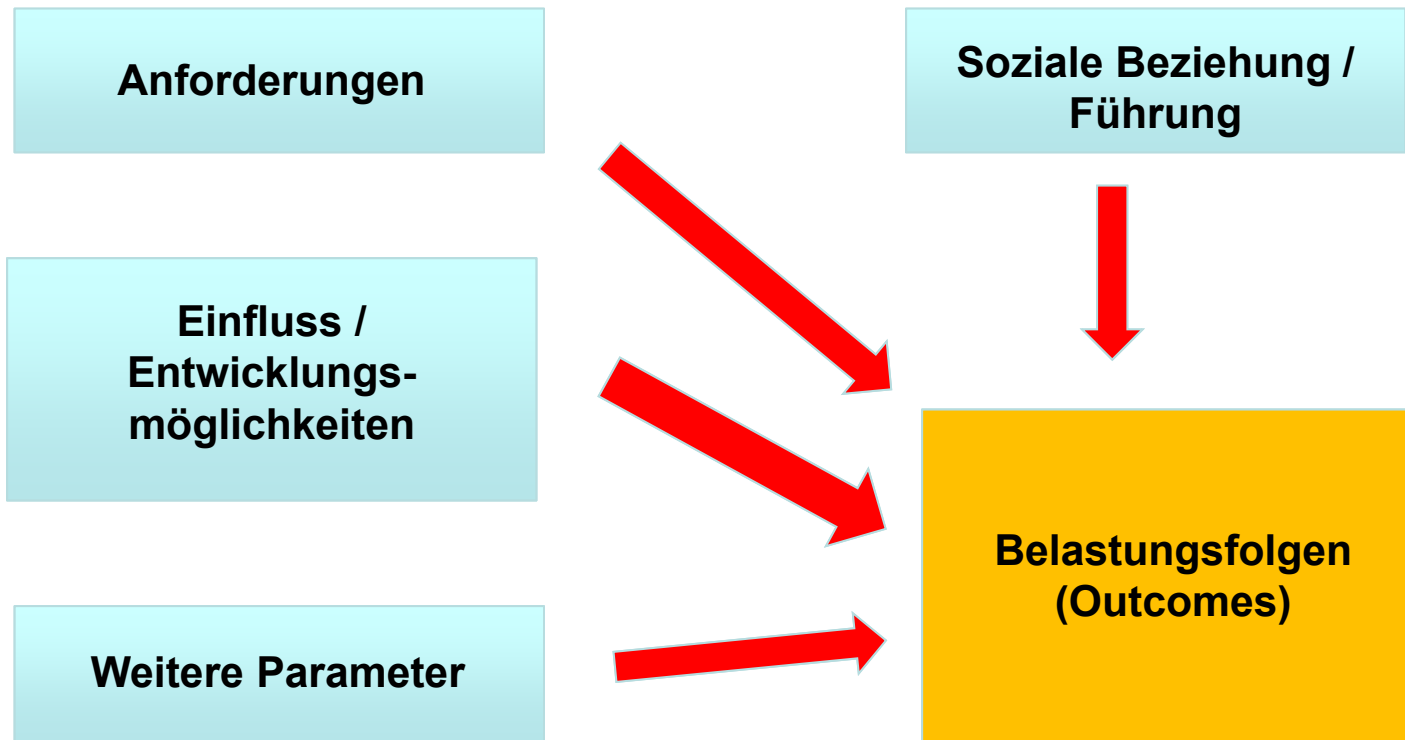 Anforderungen
Soziale Beziehung /
Führung
Einfluss /
Entwicklungs-
möglichkeiten
Belastungsfolgen
(Outcomes)
Weitere Parameter